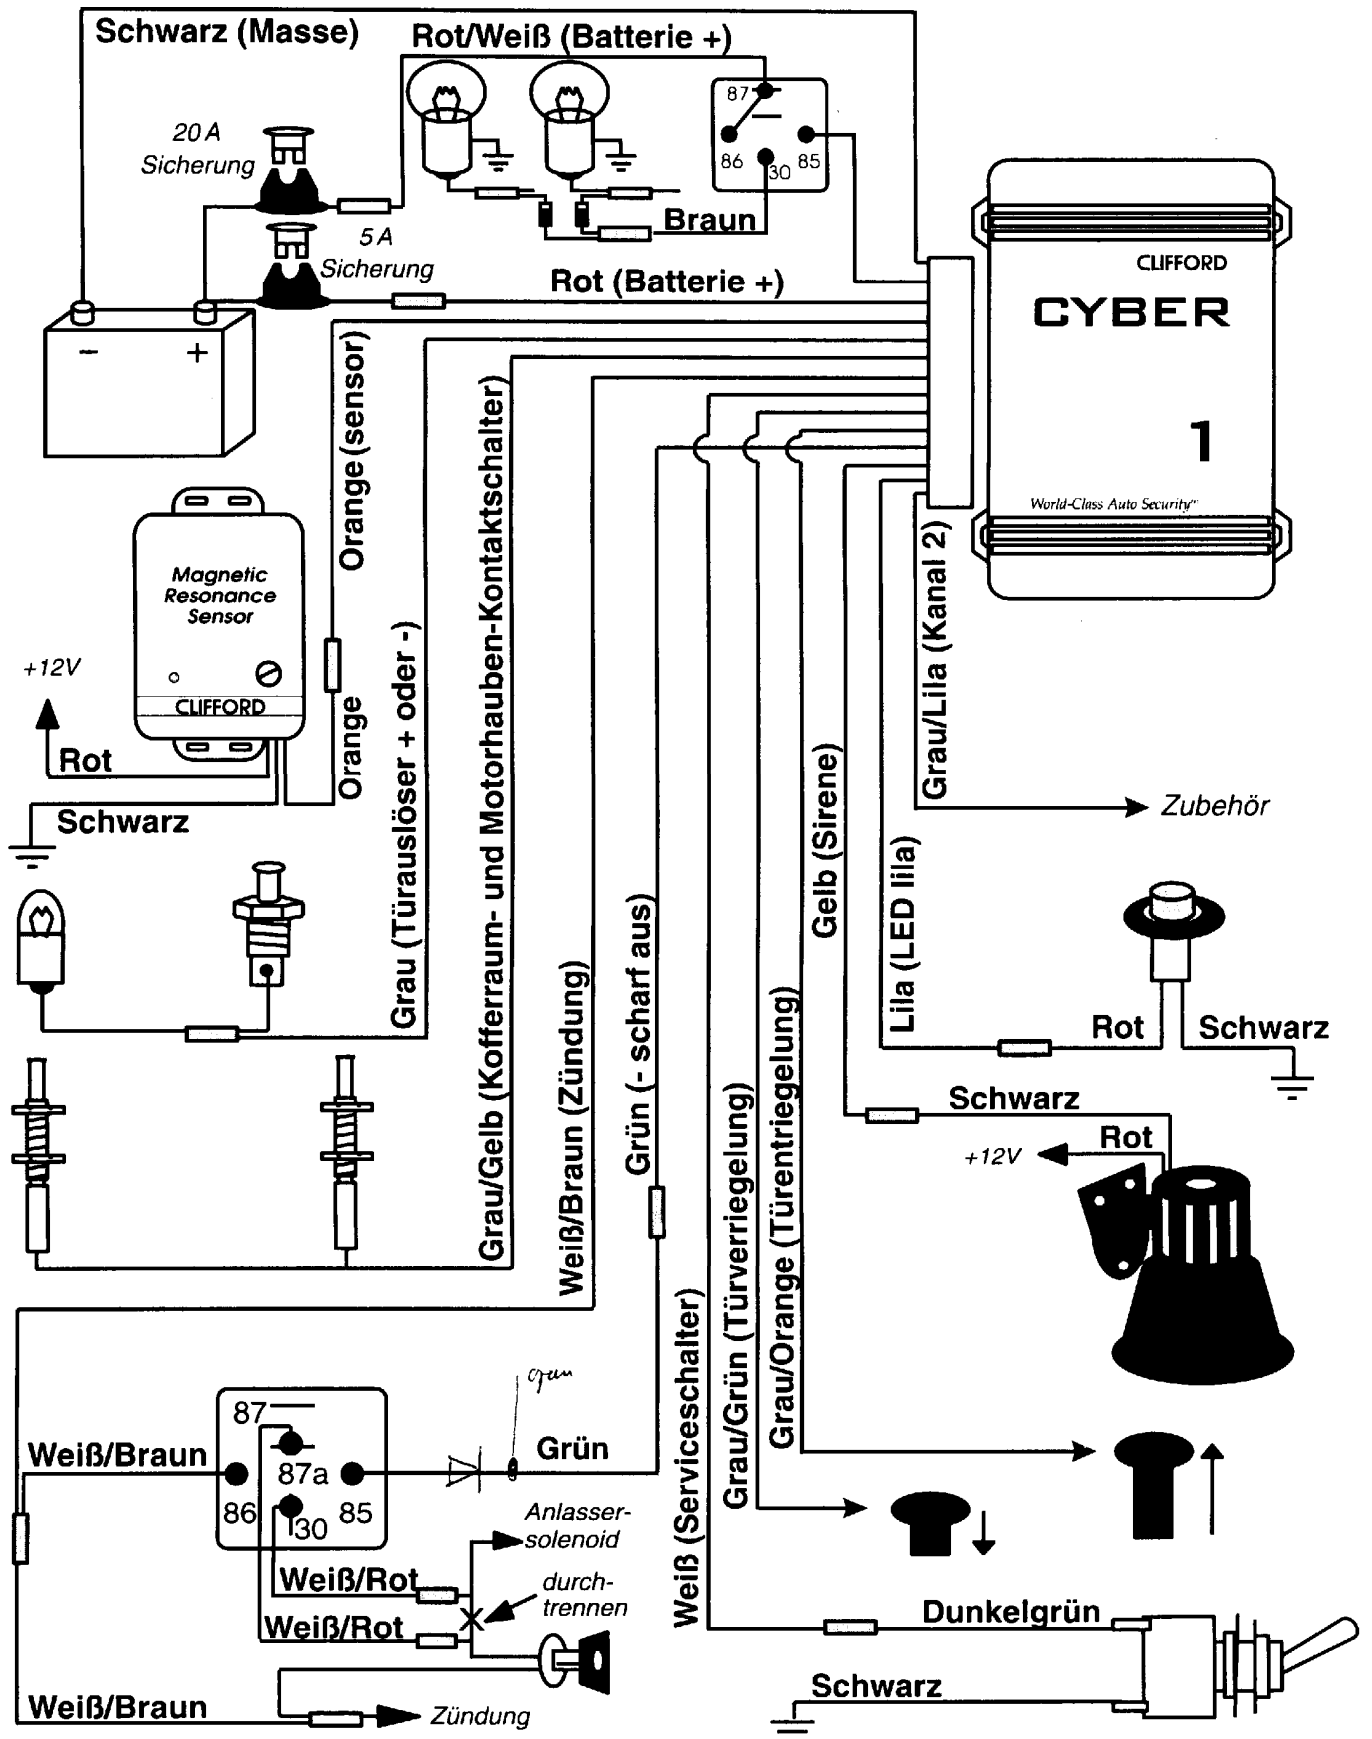 Schwarz (Masse)
Rot/Weiß (Batterie +)
20 A
Sicherung
87
86
30
85
Braun
5 A
Sicherung
Rot (Batterie +)
CLIFFORD
CYBER
1
World-Class Auto Security™
-
+
Orange (sensor)
Magnetic
Resonance
Sensor
CLIFFORD
+12V
Rot
Schwarz
Orange
Grau (Türauslöser + oder -)
Grau/Gelb (Kofferraum- und Motorhauben-Kontaktschalter)
Weiß/Braun (Zündung)
Grün (- scharf aus)
Weiß (Serviceschalter)
Grau/Grün (Türverriegelung)
Grau/Orange (Türentriegelung)
Gelb (Sirene)
Lila (LED lila)
Grau/Lila (Kanal 2)
Zubehör
Rot
Schwarz
Schwarz
Rot
+12V
87
Weiß/Braun
87a
86
30
85
Grün
Anlasser-
solenoid
Weiß/Rot
durch-
trennen
Weiß/Rot
Weiß/Braun
Zündung
Dunkelgrün
Schwarz